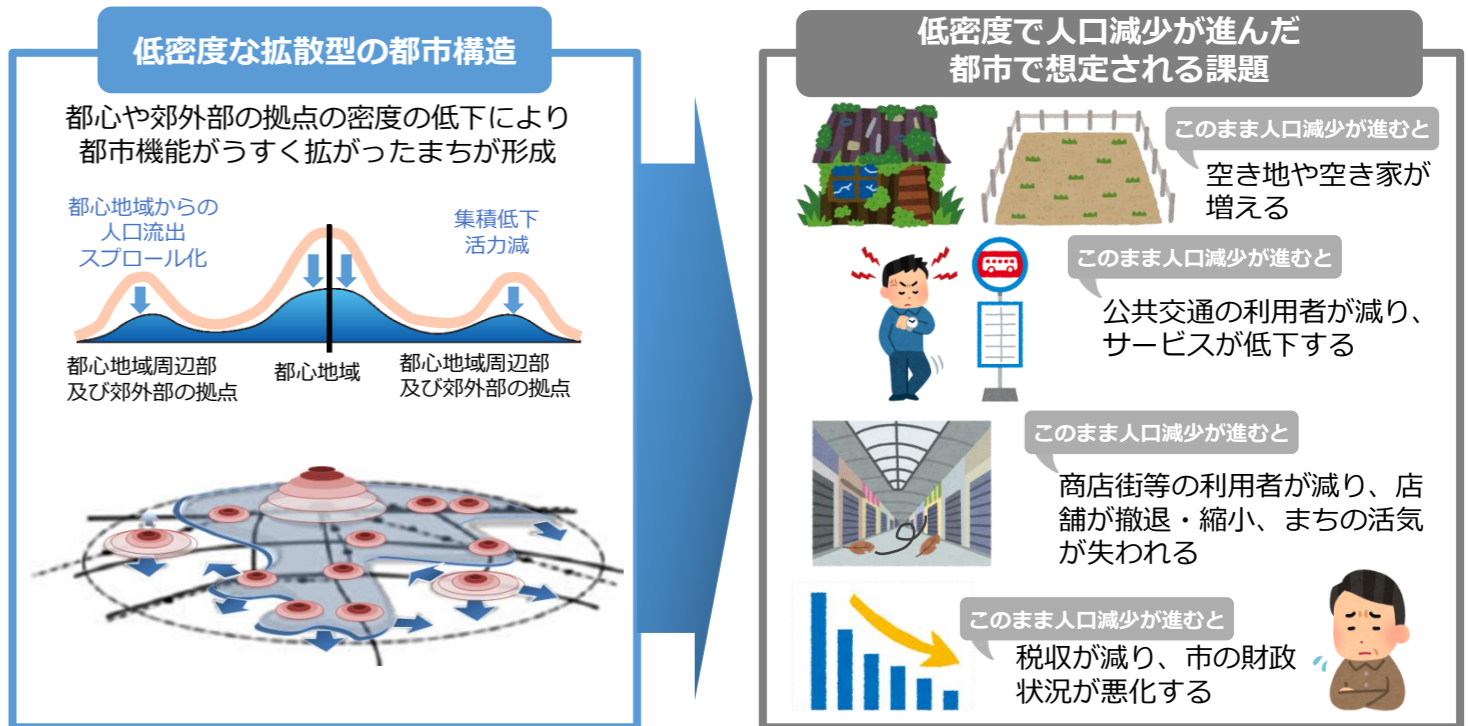 低密度な拡散型の都市構造
都心や郊外部の拠点の密度の低下により
都市機能がうすく拡がったまちが形成
都心地域からの
人口流出
スプロール化
集積低下
活力減
都心地域周辺部
及び郊外部の拠点
都心地域
都心地域周辺部
及び郊外部の拠点
低密度で人口減少が進んだ
都市で想定される課題
このまま人口減少が進むと
空き地や空き家が
増える
このまま人口減少が進むと
公共交通の利用者が減り、
サービスが低下する
このまま人口減少が進むと
商店街等の利用者が減り、店
舗が撤退・縮小、まちの活気
が失われる
このまま人口減少が進むと
税収が減り、市の財政
状況が悪化する